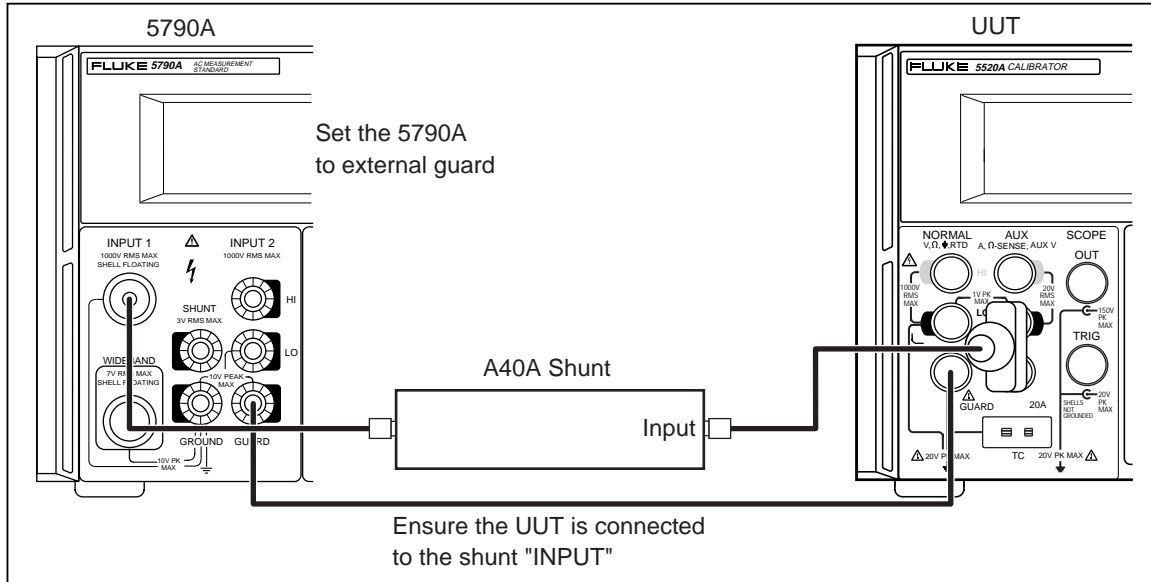 5790A
UUT
FLUKE 5790A AC MEASUREMENT
STANDARD
FLUKE 5520A CALIBRATOR
Set the 5790A
to external guard
INPUT 1
1000V RMS MAX
SHELL FLOATING
INPUT 2
1000V RMS MAX
HI
SHUNT
3V RMS MAX
LO
WIDEBAND
7V RMS MAX
SHELL FLOATING
10V PEAK
MAX
GROUND
GUARD
10V PK
MAX
A40A Shunt
Input
NORMAL
V,Ω, ,RTD
AUX
A, Ω-SENSE, AUX V
SCOPE
OUT
HI
1000V
RMS
MAX
1V PK
MAX
20V
RMS
MAX
150V
PK
MAX
TRIG
GUARD
20A
SHELLS
NOT
GROUNDED
20V
PK
MAX
20V PK MAX
TC
20V PK MAX
Ensure the UUT is connected
to the shunt "INPUT"